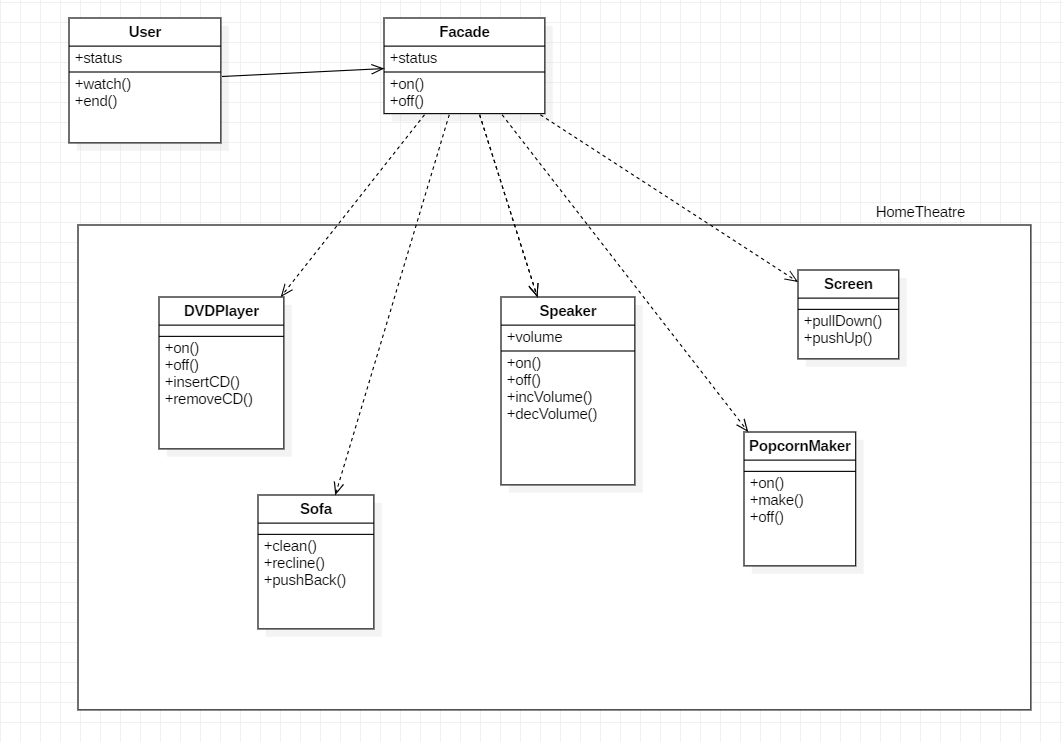 User
+status
+watch()
+end()
Facade
+status
+on()
+off()
HomeTheatre
DVDPlayer
+on()
+off()
+insertCD()
+removeCD()
Speaker
+volume
+on()
+off()
+incVolume()
+decVolume()
Screen
+pullDown()
+pushUp()
PopcornMaker
+on()
+make()
+off()
Sofa
+clean()
+recline()
+pushBack()